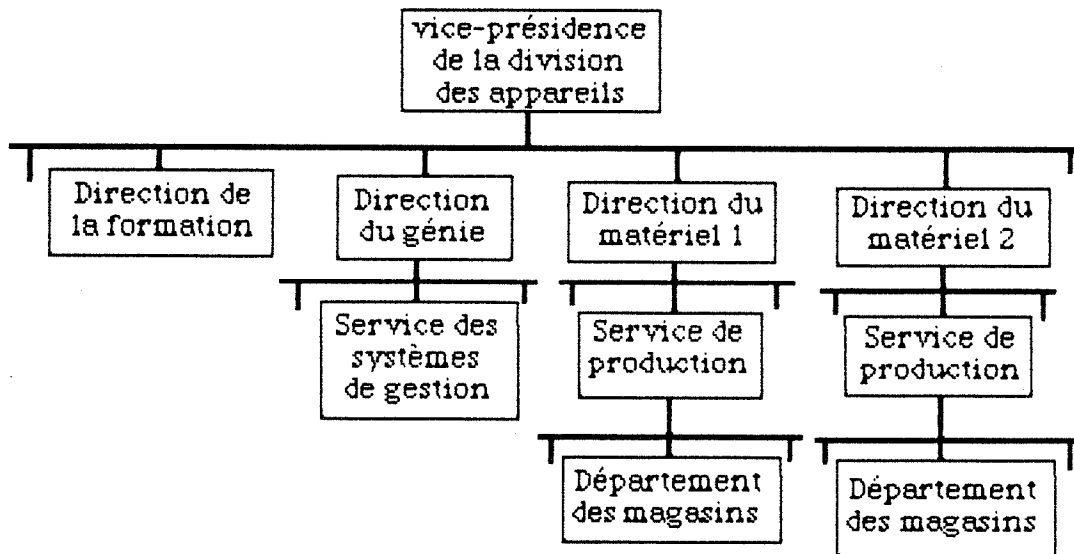 vice-présidence
de la division
des appareils
Direction de
la formation
Direction
du génie
Direction du
matériel 1
Direction du
matériel 2
Service des
systèmes
de gestion
Service de
production
Service de
production
Département
des magasins
Département
des magasins